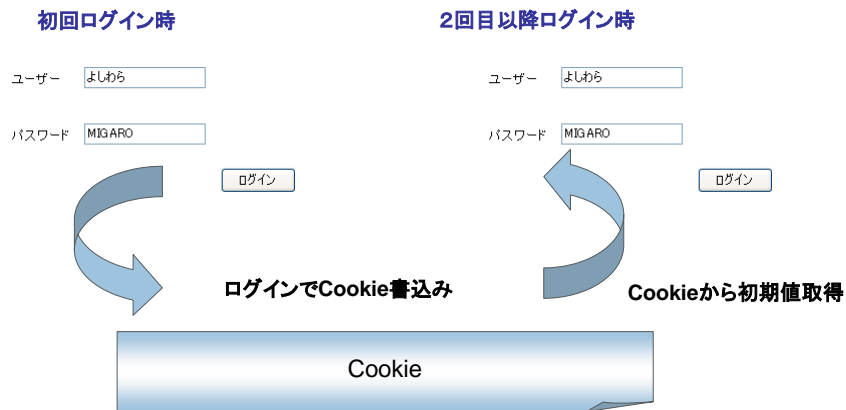 初回ログイン時
2回目以降ログイン時
ユーザー よしわら
ユーザー よしわら
パスワード MIGARO
パスワード MIGARO
ログイン
ログイン
ログインでCookie書込み
Cookieから初期値取得
Cookie